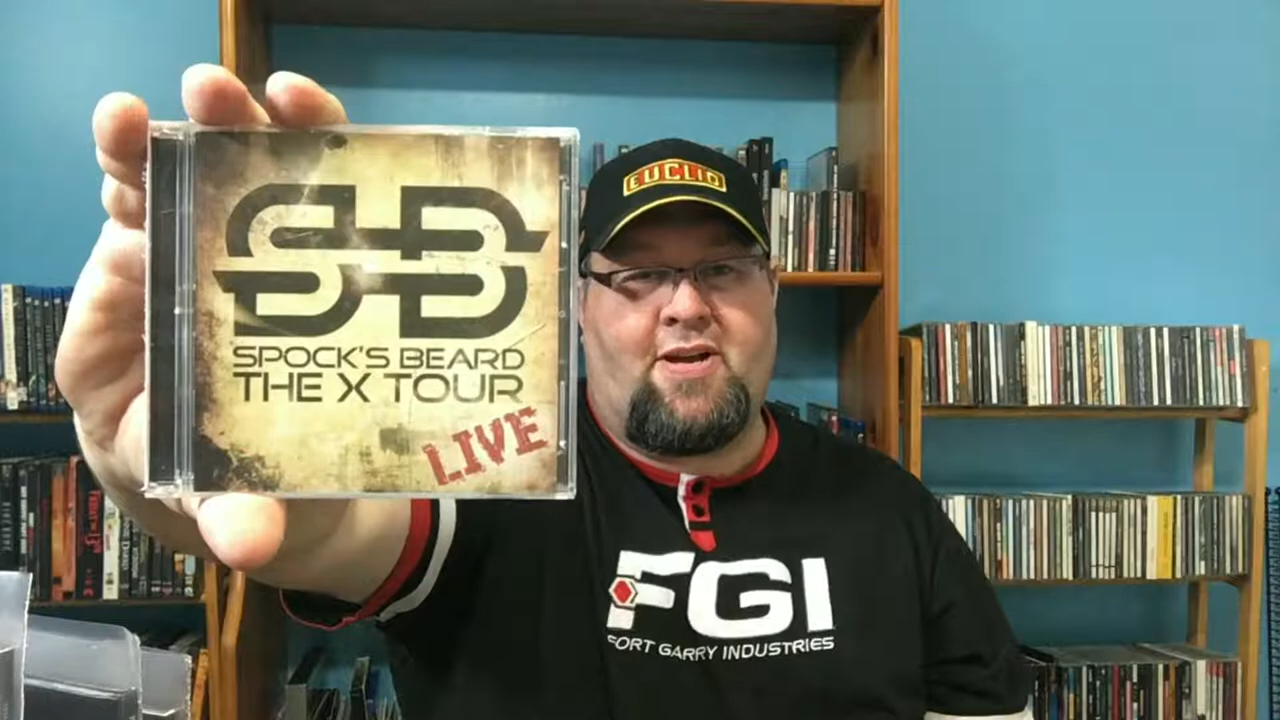 SB
SPOCK'S BEARD
THE X TOUR
LIVE
EUCLID
FGI
FORT GARRY INDUSTRIES